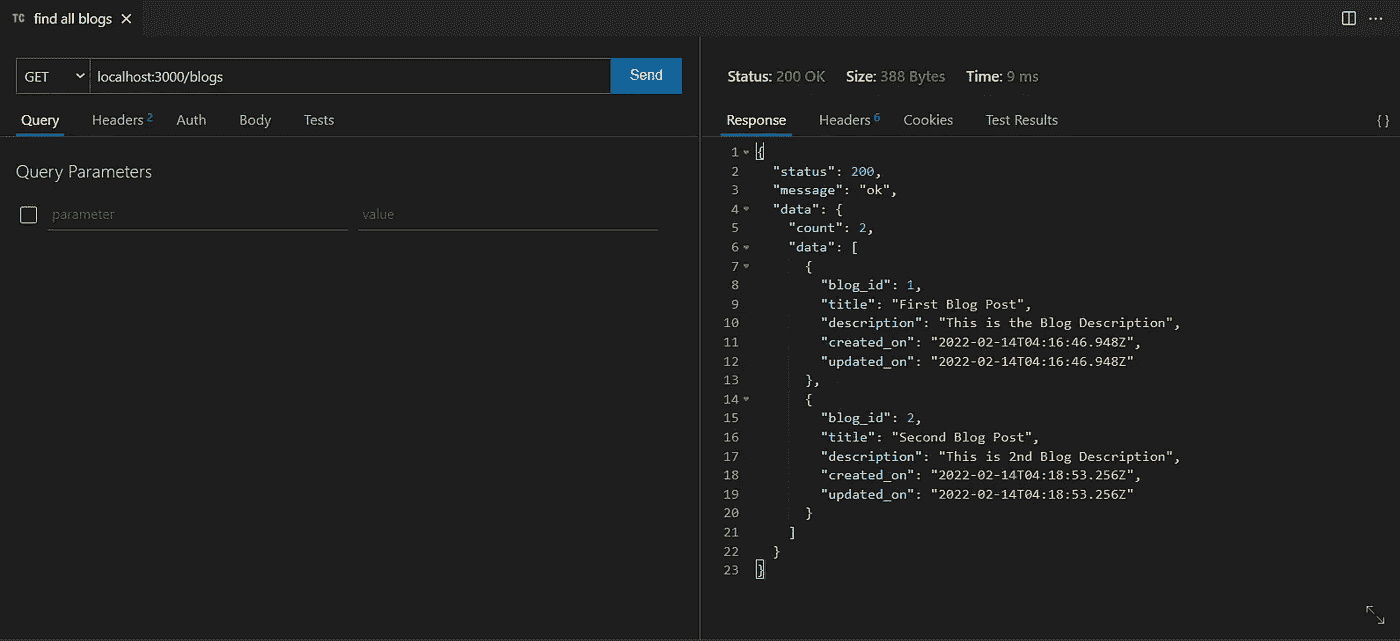 TC find all blogs
GET localhost:3000/blogs Send
Query Headers 2 Auth Body Tests
Query Parameters
parameter value
Status: 200 OK Size: 388 Bytes Time: 9 ms
Response Headers 6 Cookies Test Results {}
1 {
2 "status": 200,
3 "message": "ok",
4 "data": {
5 "count": 2,
6 "data": [
7 {
8 "blog_id": 1,
9 "title": "First Blog Post",
10 "description": "This is the Blog Description",
11 "created_on": "2022-02-14T04:16:46.948Z",
12 "updated_on": "2022-02-14T04:16:46.948Z"
13 },
14 {
15 "blog_id": 2,
16 "title": "Second Blog Post",
17 "description": "This is 2nd Blog Description",
18 "created_on": "2022-02-14T04:18:53.256Z",
19 "updated_on": "2022-02-14T04:18:53.256Z"
20 }
21 ]
22 }
23 }